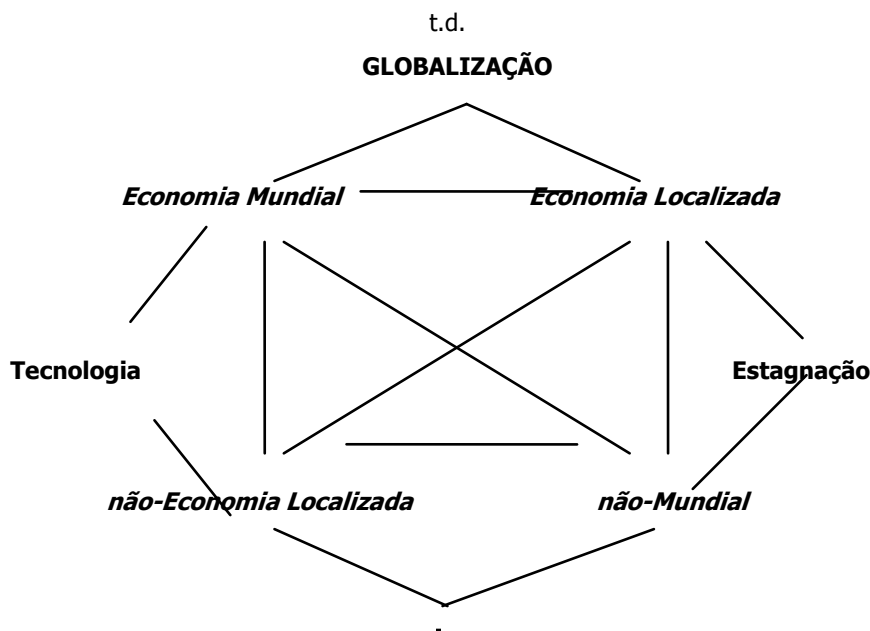 t.d.
GLOBALIZAÇÃO
Economia Mundial Economia Localizada
Tecnologia Estagnação
não-Economia Localizada não-Mundial